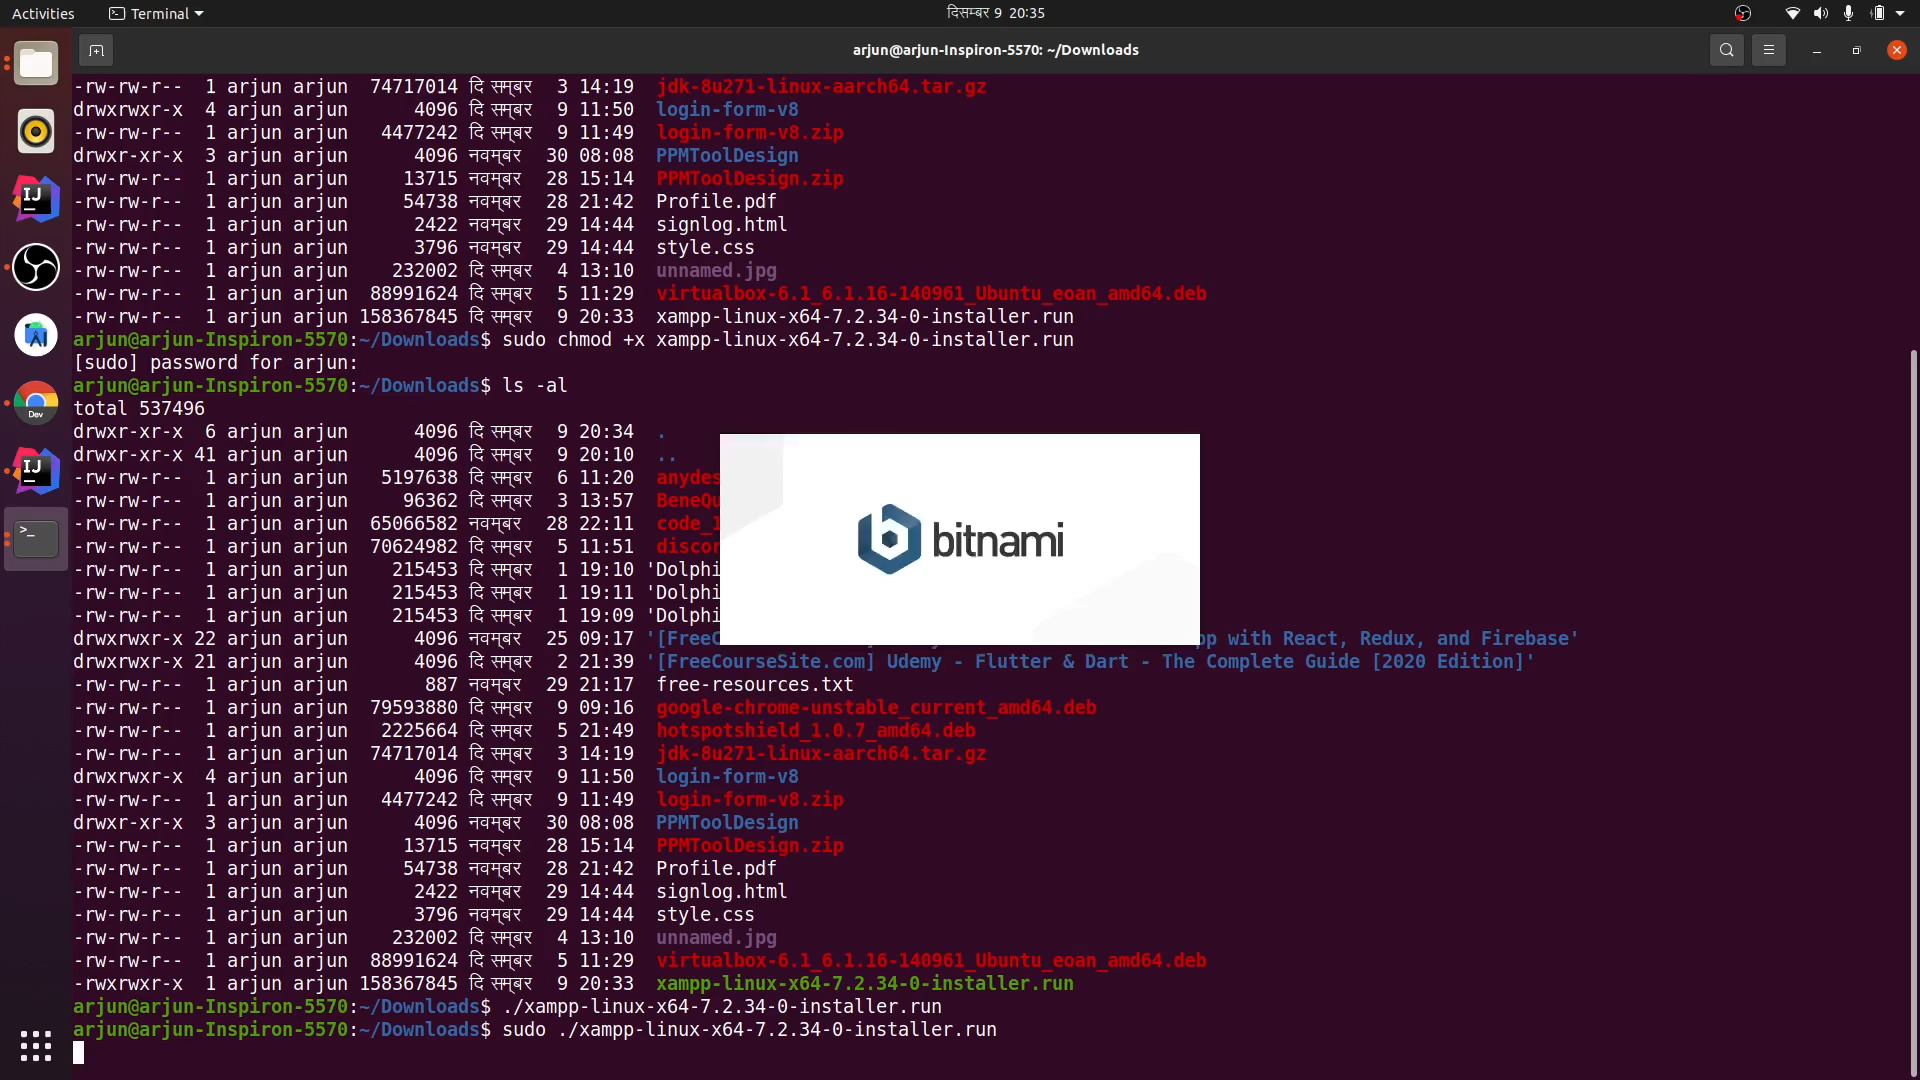 Activities Terminal दिसम्बर 9 20:35
arjun@arjun-Inspiron-5570: ~/Downloads
-rw-rw-r-- 1 arjun arjun 74717014 दिसम्बर 3 14:19 jdk-8u271-linux-aarch64.tar.gz
drwxrwxr-x 4 arjun arjun 4096 दिसम्बर 9 11:50 login-form-v8
-rw-rw-r-- 1 arjun arjun 4477242 दिसम्बर 9 11:49 login-form-v8.zip
drwxr-xr-x 3 arjun arjun 4096 नवम्बर 30 08:08 PPMToolDesign
-rw-rw-r-- 1 arjun arjun 13715 नवम्बर 28 15:14 PPMToolDesign.zip
-rw-rw-r-- 1 arjun arjun 54738 नवम्बर 28 21:42 Profile.pdf
-rw-rw-r-- 1 arjun arjun 2422 नवम्बर 29 14:44 signlog.html
-rw-rw-r-- 1 arjun arjun 3796 नवम्बर 29 14:44 style.css
-rw-rw-r-- 1 arjun arjun 232002 दिसम्बर 4 13:10 unnamed.jpg
-rw-rw-r-- 1 arjun arjun 88991624 दिसम्बर 5 11:29 virtualbox-6.1_6.1.16-140961_Ubuntu_eoan_amd64.deb
-rw-rw-r-- 1 arjun arjun 158367845 दिसम्बर 9 20:33 xampp-linux-x64-7.2.34-0-installer.run
arjun@arjun-Inspiron-5570:~/Downloads$ sudo chmod +x xampp-linux-x64-7.2.34-0-installer.run
[sudo] password for arjun:
arjun@arjun-Inspiron-5570:~/Downloads$ ls -al
total 537496
drwxr-xr-x 6 arjun arjun 4096 दिसम्बर 9 20:34 .
drwxr-xr-x 41 arjun arjun 4096 दिसम्बर 9 20:10 ..
-rw-rw-r-- 1 arjun arjun 5197638 दिसम्बर 6 11:20 anydes
-rw-rw-r-- 1 arjun arjun 96362 दिसम्बर 3 13:57 BeneQu
-rw-rw-r-- 1 arjun arjun 65066582 नवम्बर 28 22:11 code_1
-rw-rw-r-- 1 arjun arjun 70624982 दिसम्बर 5 11:51 discor
-rw-rw-r-- 1 arjun arjun 215453 दिसम्बर 1 19:10 'Dolphi
-rw-rw-r-- 1 arjun arjun 215453 दिसम्बर 1 19:11 'Dolphi
-rw-rw-r-- 1 arjun arjun 215453 दिसम्बर 1 19:09 'Dolphi
drwxrwxr-x 22 arjun arjun 4096 नवम्बर 25 09:17 '[FreeC pp with React, Redux, and Firebase'
drwxrwxr-x 21 arjun arjun 4096 दिसम्बर 2 21:39 '[FreeCourseSite.com] Udemy - Flutter & Dart - The Complete Guide [2020 Edition]'
-rw-rw-r-- 1 arjun arjun 887 नवम्बर 29 21:17 free-resources.txt
-rw-rw-r-- 1 arjun arjun 79593880 दिसम्बर 9 09:16 google-chrome-unstable_current_amd64.deb
-rw-rw-r-- 1 arjun arjun 2225664 दिसम्बर 5 21:49 hotspotshield_1.0.7_amd64.deb
-rw-rw-r-- 1 arjun arjun 74717014 दिसम्बर 3 14:19 jdk-8u271-linux-aarch64.tar.gz
drwxrwxr-x 4 arjun arjun 4096 दिसम्बर 9 11:50 login-form-v8
-rw-rw-r-- 1 arjun arjun 4477242 दिसम्बर 9 11:49 login-form-v8.zip
drwxr-xr-x 3 arjun arjun 4096 नवम्बर 30 08:08 PPMToolDesign
-rw-rw-r-- 1 arjun arjun 13715 नवम्बर 28 15:14 PPMToolDesign.zip
-rw-rw-r-- 1 arjun arjun 54738 नवम्बर 28 21:42 Profile.pdf
-rw-rw-r-- 1 arjun arjun 2422 नवम्बर 29 14:44 signlog.html
-rw-rw-r-- 1 arjun arjun 3796 नवम्बर 29 14:44 style.css
-rw-rw-r-- 1 arjun arjun 232002 दिसम्बर 4 13:10 unnamed.jpg
-rw-rw-r-- 1 arjun arjun 88991624 दिसम्बर 5 11:29 virtualbox-6.1_6.1.16-140961_Ubuntu_eoan_amd64.deb
-rwxrwxr-x 1 arjun arjun 158367845 दिसम्बर 9 20:33 xampp-linux-x64-7.2.34-0-installer.run
arjun@arjun-Inspiron-5570:~/Downloads$ ./xampp-linux-x64-7.2.34-0-installer.run
arjun@arjun-Inspiron-5570:~/Downloads$ sudo ./xampp-linux-x64-7.2.34-0-installer.run
bitnami
IJ
Dev
IJ